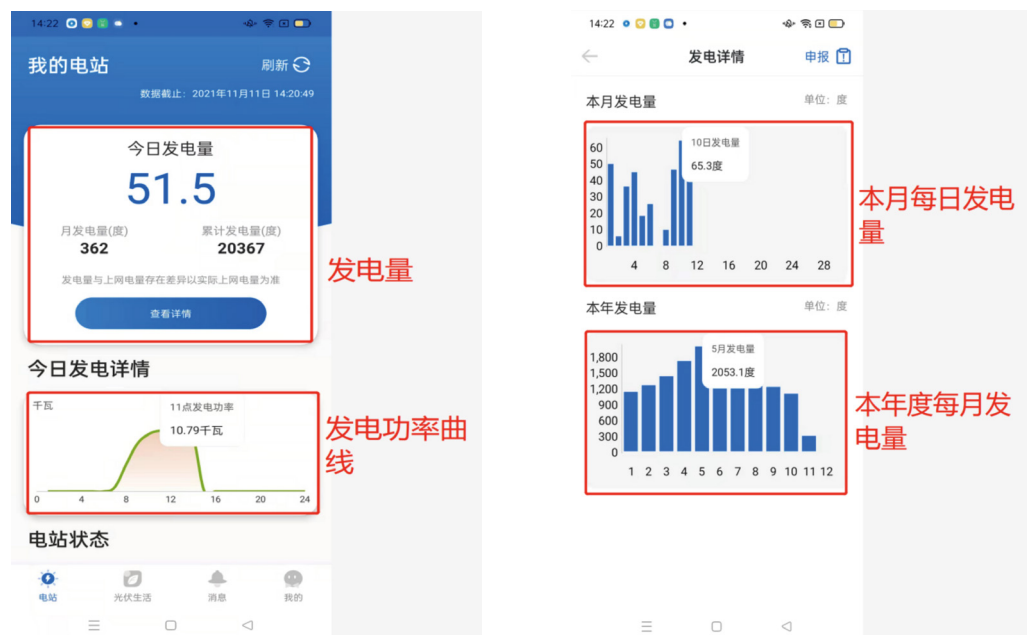 14:22
我的电站
刷新
数据截止：2021年11月11日 14:20:49
今日发电量
51.5
月发电量(度)
累计发电量(度)
362
20367
发电量与上网电量存在差异以实际上网电量为准
查看详情
发电量
今日发电详情
千瓦
11点发电功率
10.79千瓦
0 4 8 12 16 20 24
发电功率曲
线
电站状态
电站
光伏生活
消息
我的
14:22
发电详情
申报
本月发电量
单位：度
10日发电量
65.3度
60
50
40
30
20
10
0
4 8 12 16 20 24 28
本月每日发电
量
本年发电量
单位：度
5月发电量
2053.1度
1,800
1,500
1,200
900
600
300
0
1 2 3 4 5 6 7 8 9 10 11 12
本年度每月发
电量